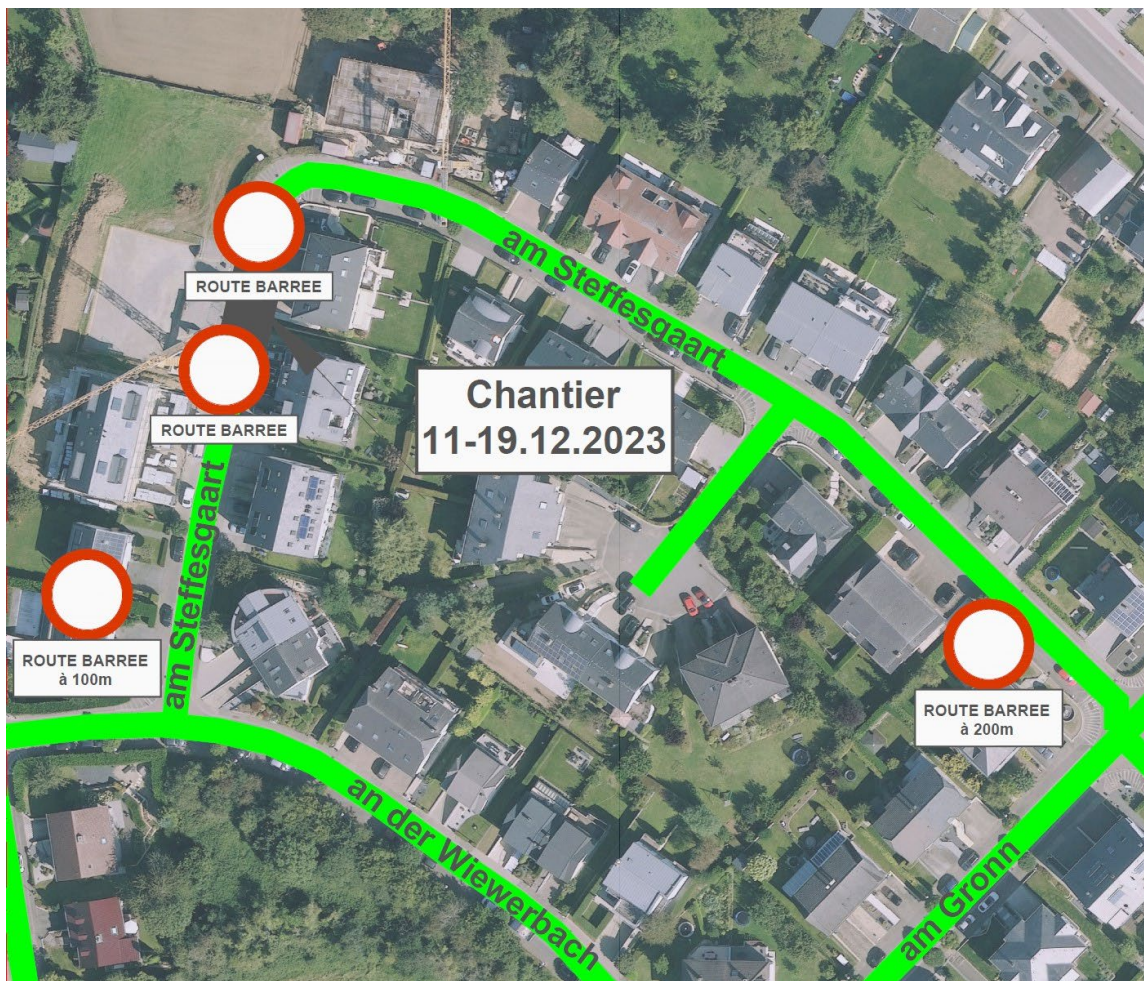 am Steffesgaart
ROUTE BARREE
Chantier
11-19.12.2023
ROUTE BARREE
am Steffesgaart
ROUTE BARREE
à 100m
ROUTE BARREE
à 200m
an der Wiewerbach
am Gronn